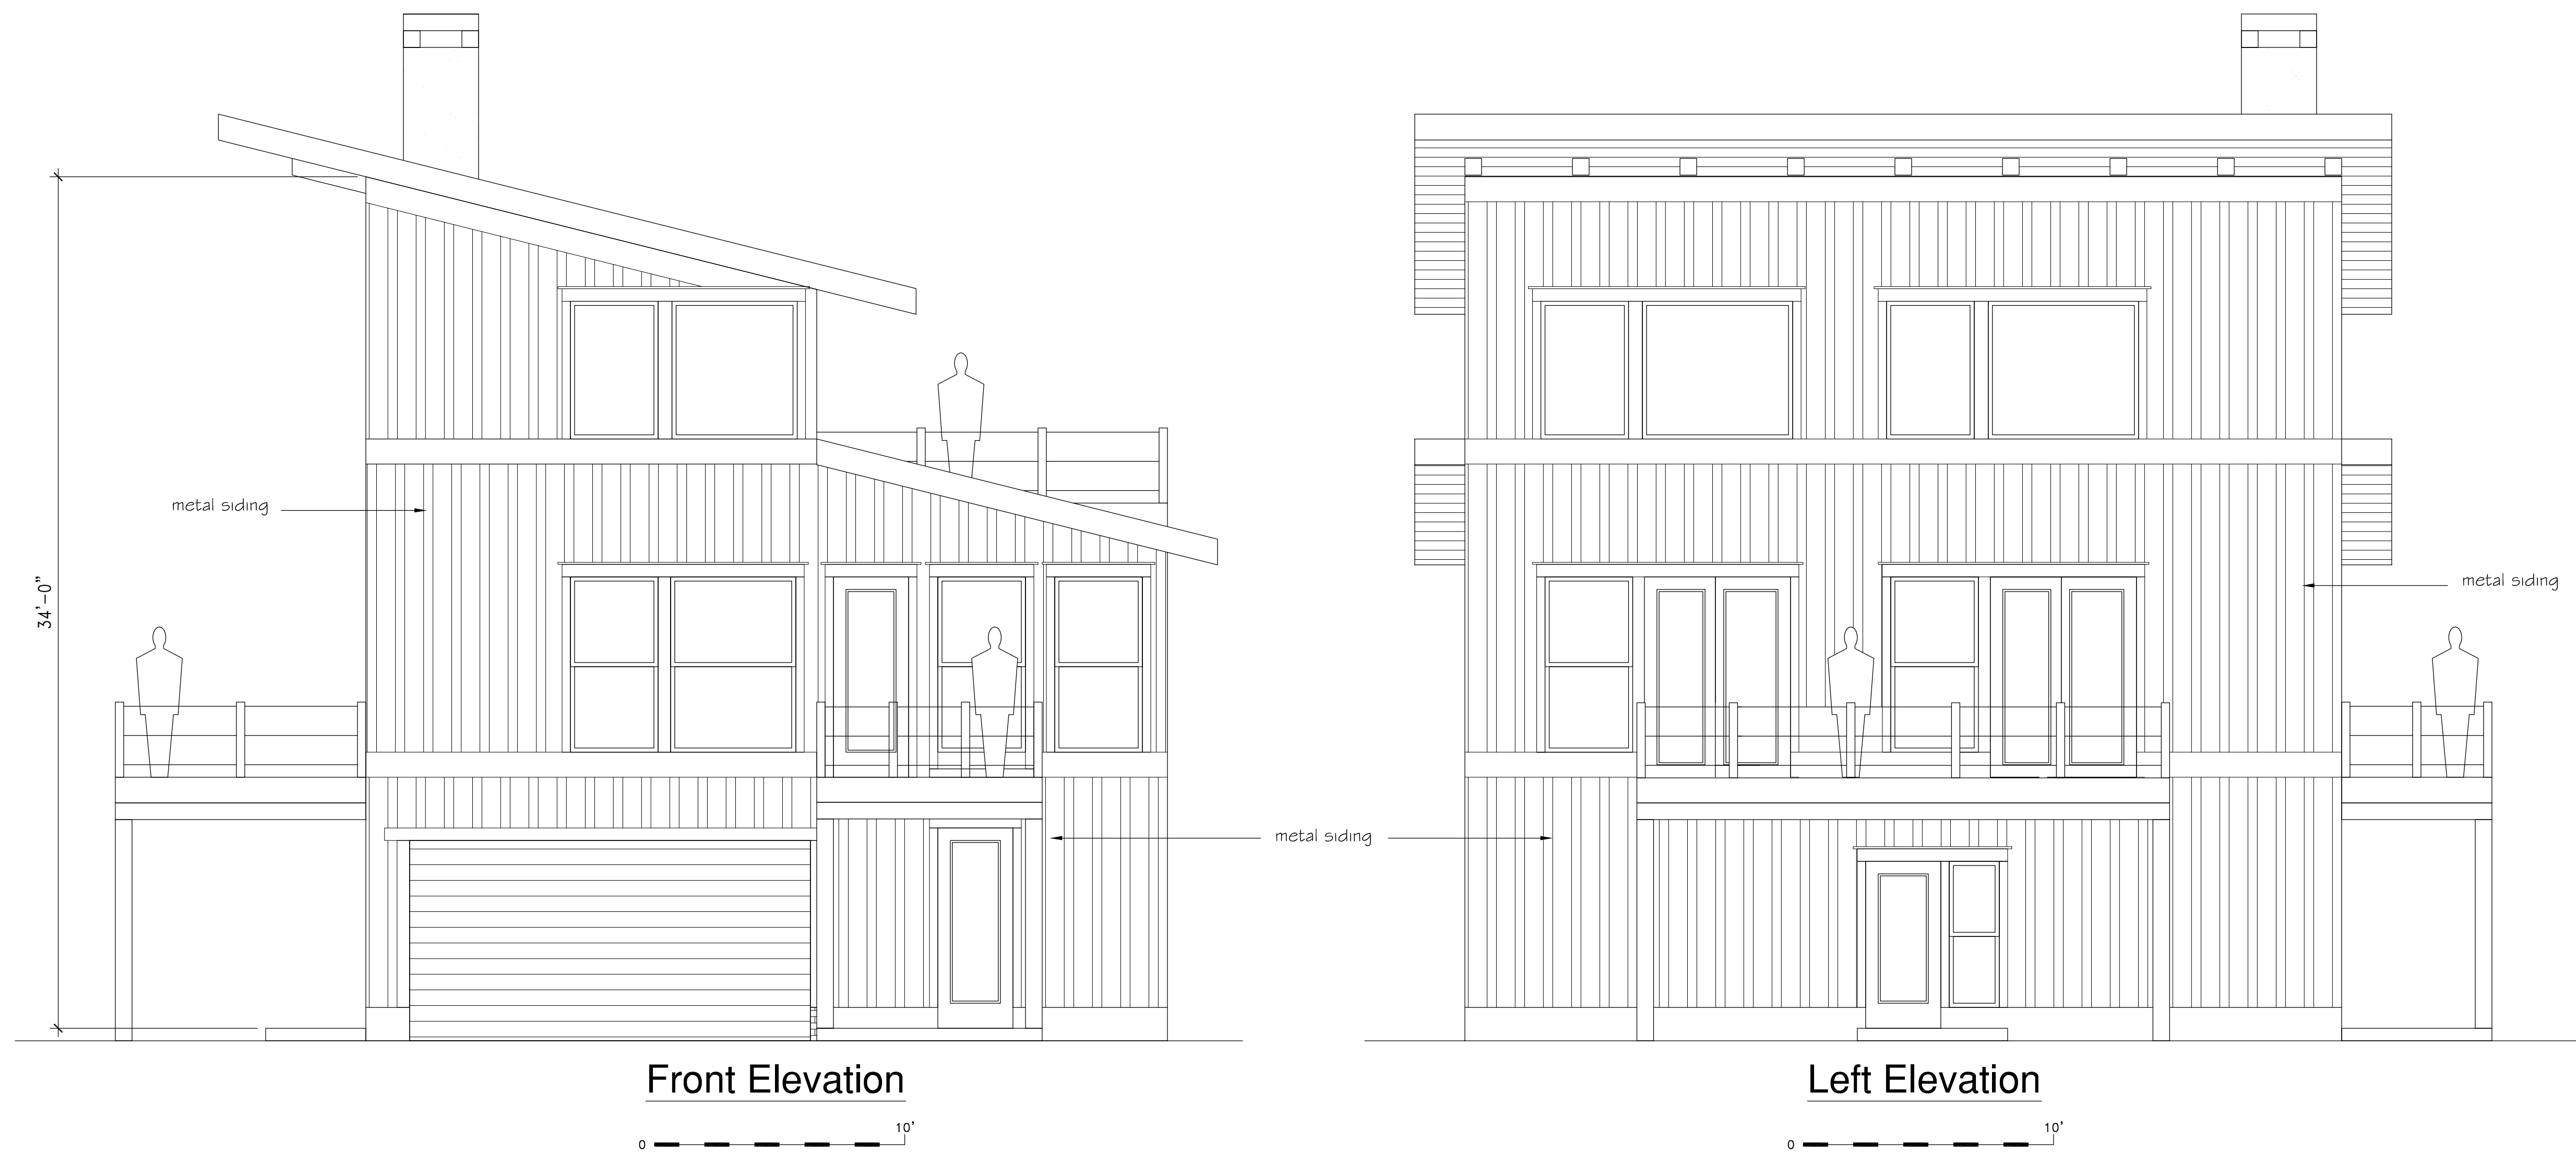 metal siding
34'-0"
metal siding
metal siding
Front Elevation
Left Elevation
0 10'
0 10'